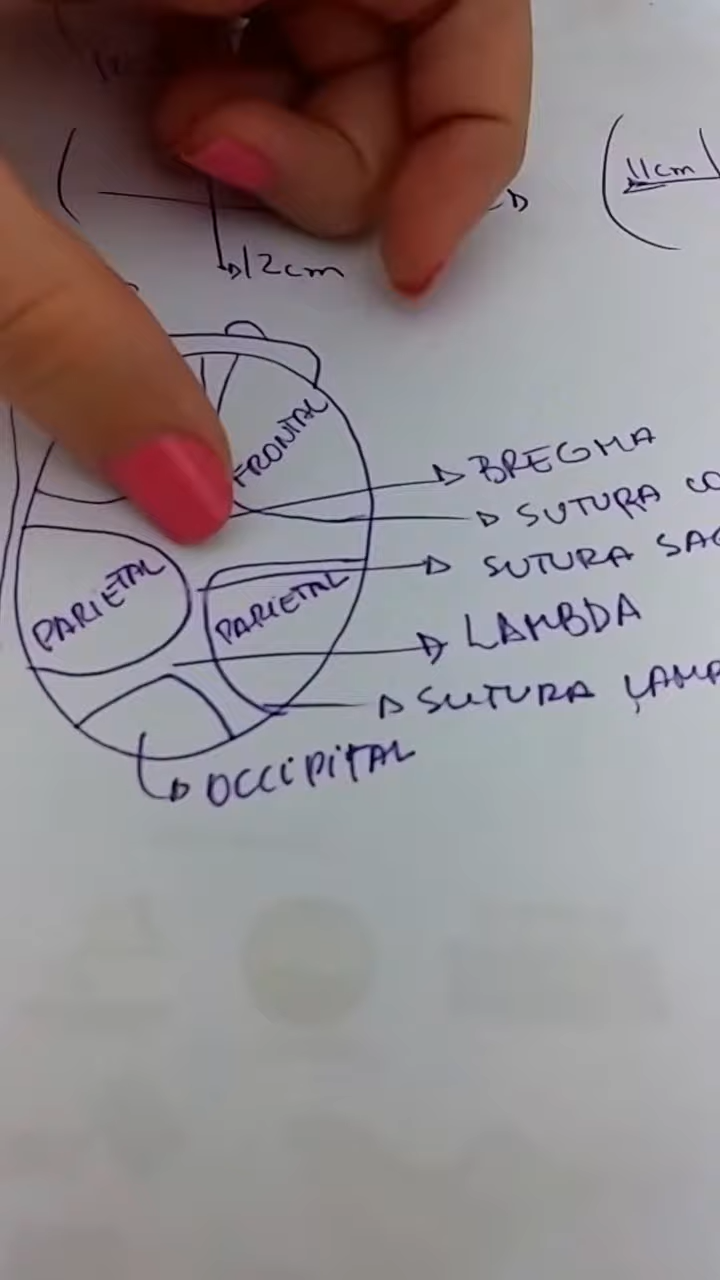 11cm
12cm
FRONTAL
BREGMA
SUTURA
PARIETAL
PARIETAL
SUTURA
LAMBDA
SUTURA
OCCIPITAL